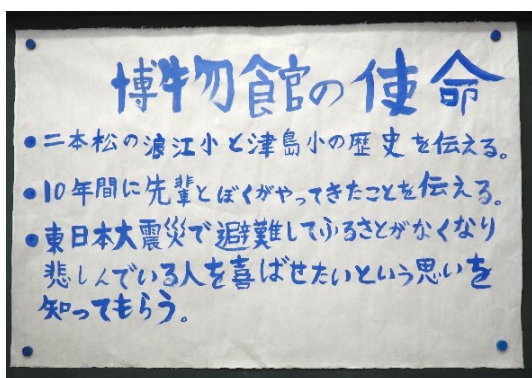 博物館の使命
●二本松の浪江小と津島小の歴史を伝える。
●10年間に先輩とぼくがやってきたことを伝える。
●東日本大震災で避難してふるさとがなくなり
悲しんでいる人を喜ばせたいという思いを
知ってもらう。